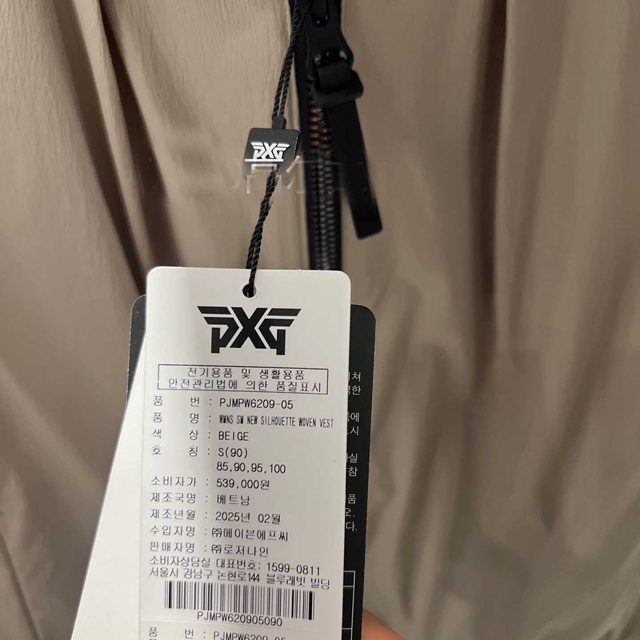 PXG
PXG
전기용품 및 생활용품
안전관리법에 의한 품질표시
품 번 : PJMPW6209-05
품 명 : WMNS SW NEW SILHOUETTE WOVEN VEST
색 상 : BEIGE
호 칭 : S(90)
85,90,95,100
소비자가 : 539,000원
제조국명 : 베트남
제조년월 : 2025년 02월
수입자명 : ㈜메이븐에프씨
판매자명 : ㈜로저나인
소비자상담실 대표번호 : 1599-0811
서울시 강남구 논현로144 블루래빗 빌딩
PJMPW620905090
품 번 : PJMPW6209-05